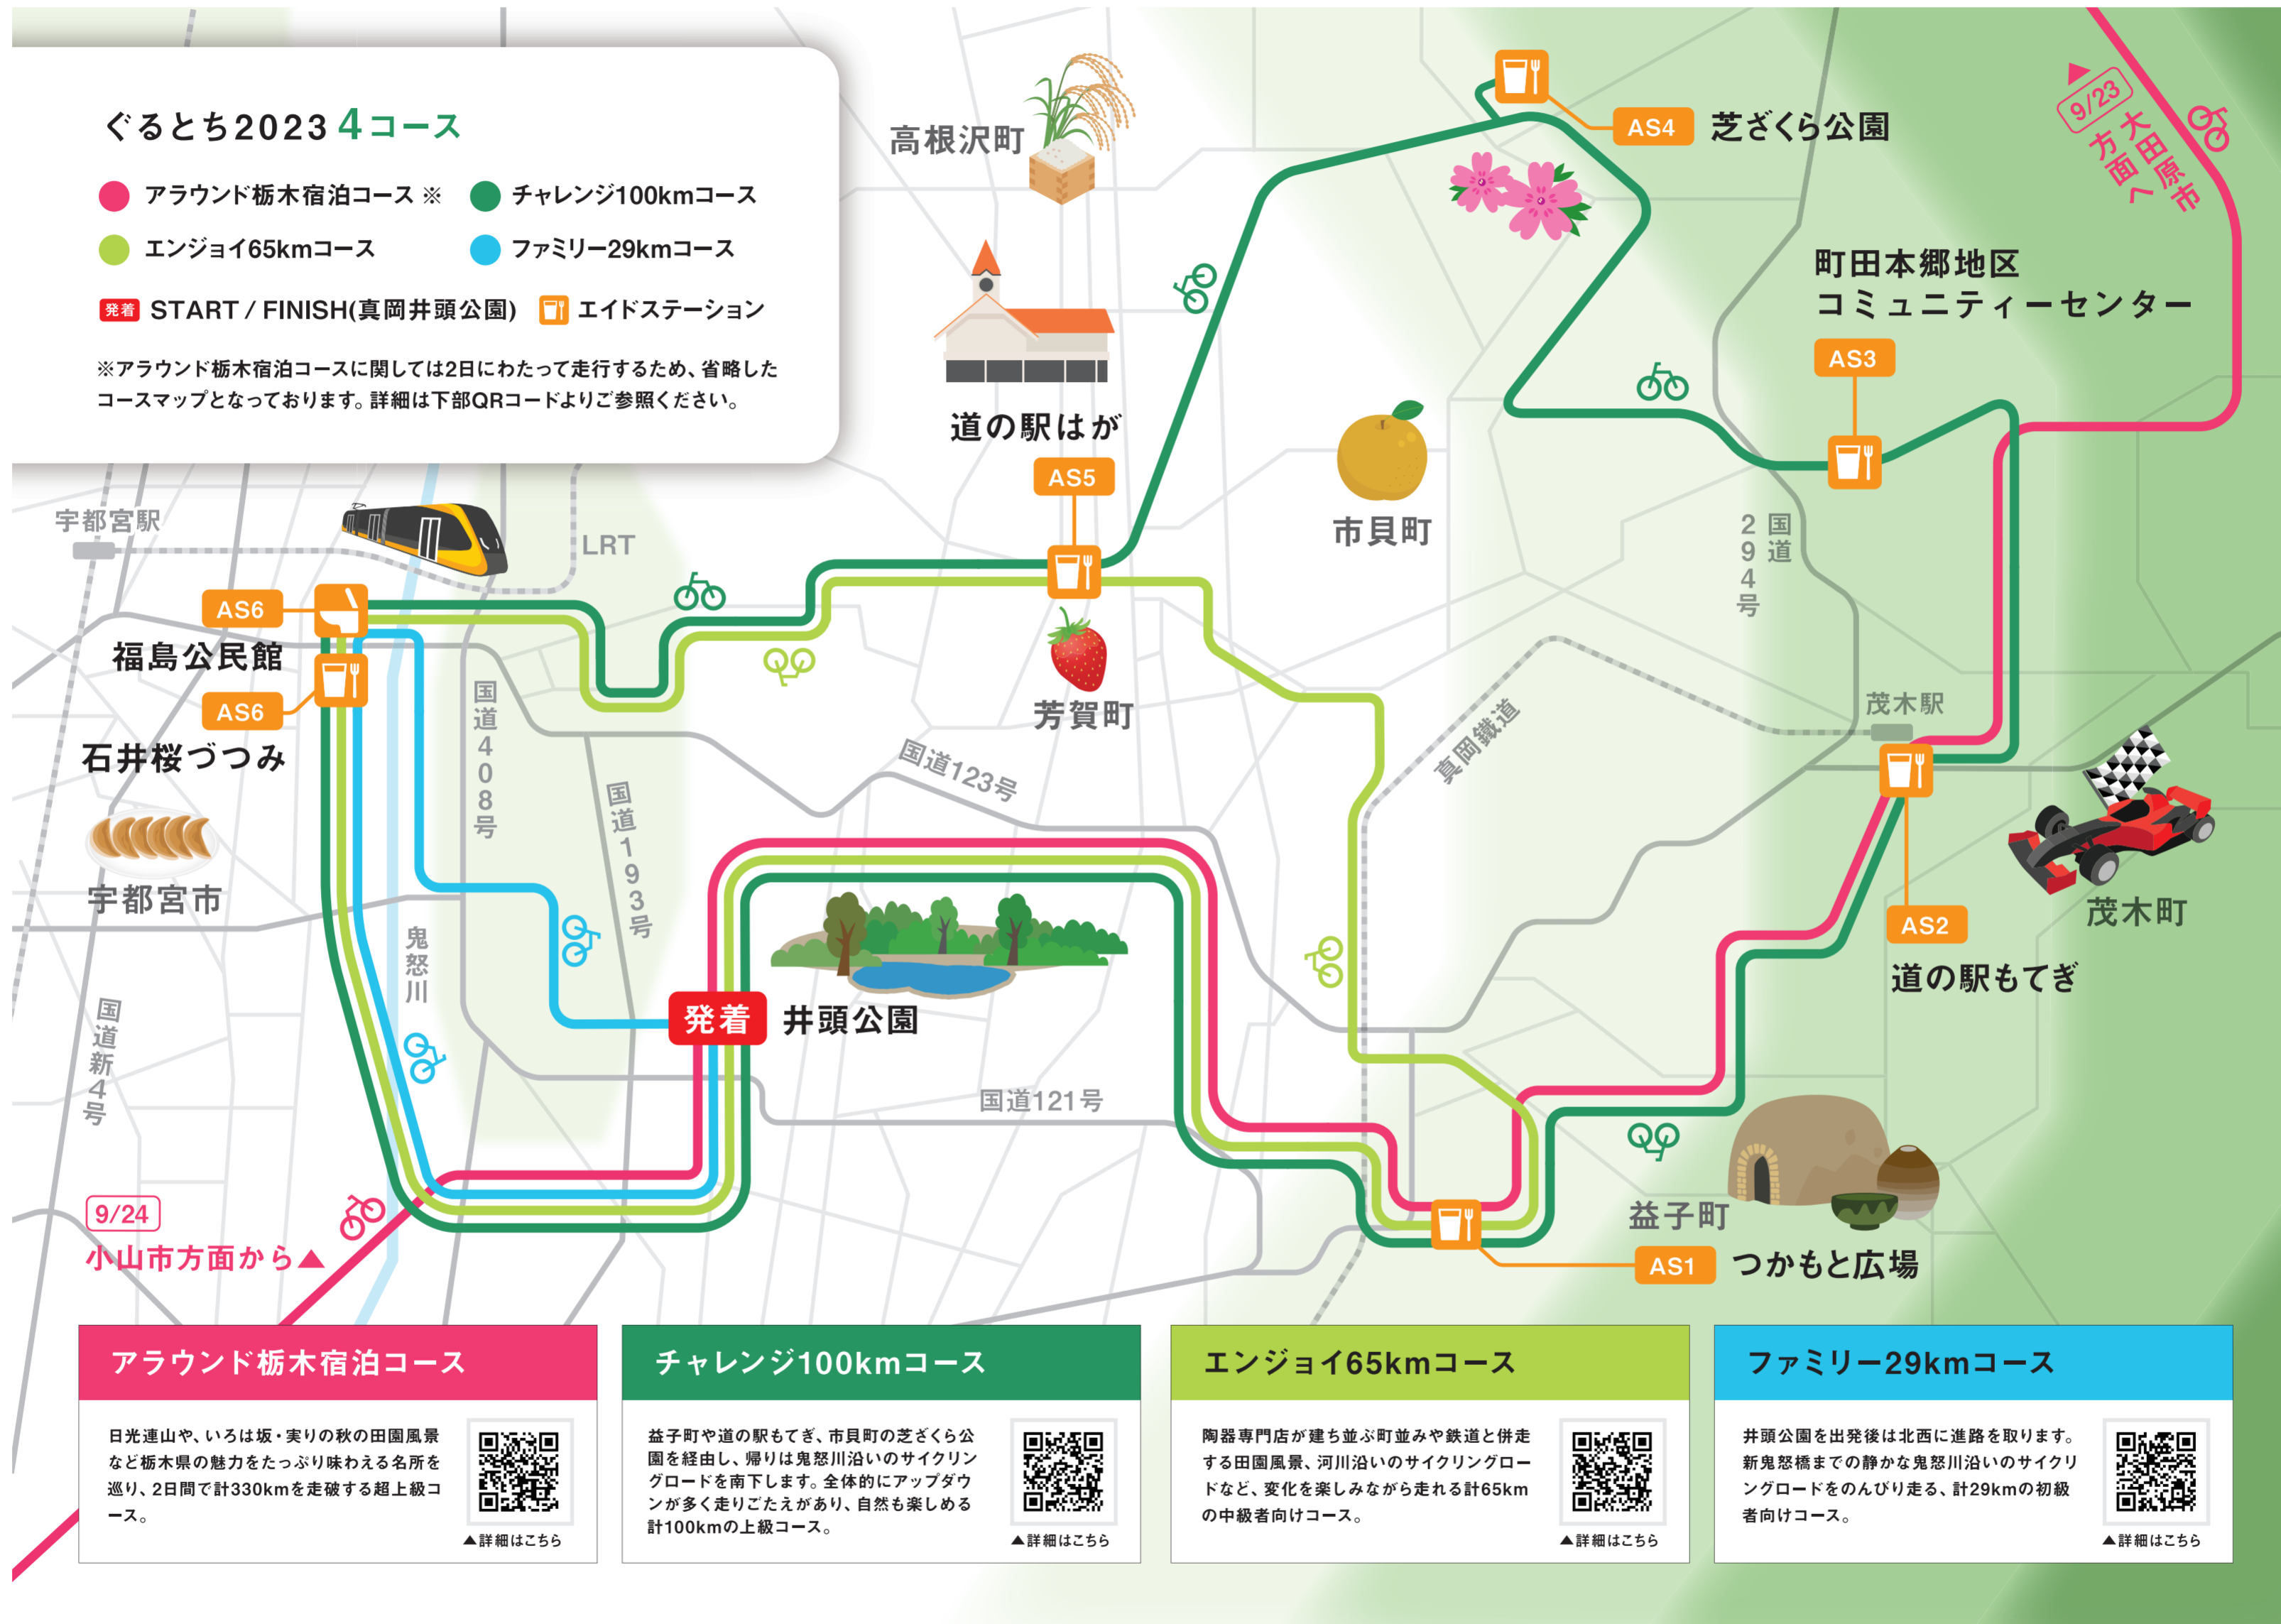 ぐるとち2023 4コース
アラウンド栃木宿泊コース ※
チャレンジ100kmコース
エンジョイ65kmコース
ファミリー29kmコース
発着 START / FINISH(真岡井頭公園)
エイドステーション
※アラウンド栃木宿泊コースに関しては2日にわたって走行するため、省略した
コースマップとなっております。詳細は下部QRコードよりご参照ください。
高根沢町
AS4 芝ざくら公園
9/23
大田原市
方面へ
町田本郷地区
コミュニティーセンター
AS3
道の駅はが
AS5
市貝町
国道
294号
宇都宮駅
LRT
AS6
福島公民館
AS6
石井桜づつみ
宇都宮市
国道408号
国道193号
芳賀町
国道123号
真岡鐵道
茂木駅
茂木町
AS2
道の駅もてぎ
鬼怒川
国道新4号
発着 井頭公園
国道121号
益子町
AS1 つかもと広場
9/24
小山市方面から
アラウンド栃木宿泊コース
日光連山や、いろは坂・実りの秋の田園風景
など栃木県の魅力をたっぷり味わえる名所を
巡り、2日間で計330kmを走破する超上級コ
ース。
▲詳細はこちら
チャレンジ100kmコース
益子町や道の駅もてぎ、市貝町の芝ざくら公
園を経由し、帰りは鬼怒川沿いのサイクリン
グロードを南下します。全体的にアップダウ
ンが多く走りごたえがあり、自然も楽しめる
計100kmの上級コース。
▲詳細はこちら
エンジョイ65kmコース
陶器専門店が建ち並ぶ町並みや鉄道と併走
する田園風景、河川沿いのサイクリングロー
ドなど、変化を楽しみながら走れる計65km
の中級者向けコース。
▲詳細はこちら
ファミリー29kmコース
井頭公園を出発後は北西に進路を取ります。
新鬼怒橋までの静かな鬼怒川沿いのサイクリ
ングロードをのんびり走る、計29kmの初級
者向けコース。
▲詳細はこちら